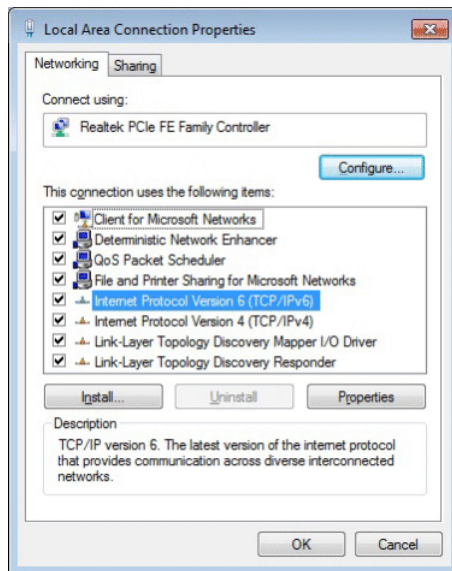 Local Area Connection Properties
Networking
Sharing
Connect using:
Realtek PCIe FE Family Controller
Configure...
This connection uses the following items:
Client for Microsoft Networks
Deterministic Network Enhancer
QoS Packet Scheduler
File and Printer Sharing for Microsoft Networks
Internet Protocol Version 6 (TCP/IPv6)
Internet Protocol Version 4 (TCP/IPv4)
Link-Layer Topology Discovery Mapper I/O Driver
Link-Layer Topology Discovery Responder
Install...
Uninstall
Properties
Description
TCP/IP version 6. The latest version of the internet protocol
that provides communication across diverse interconnected
networks.
OK
Cancel